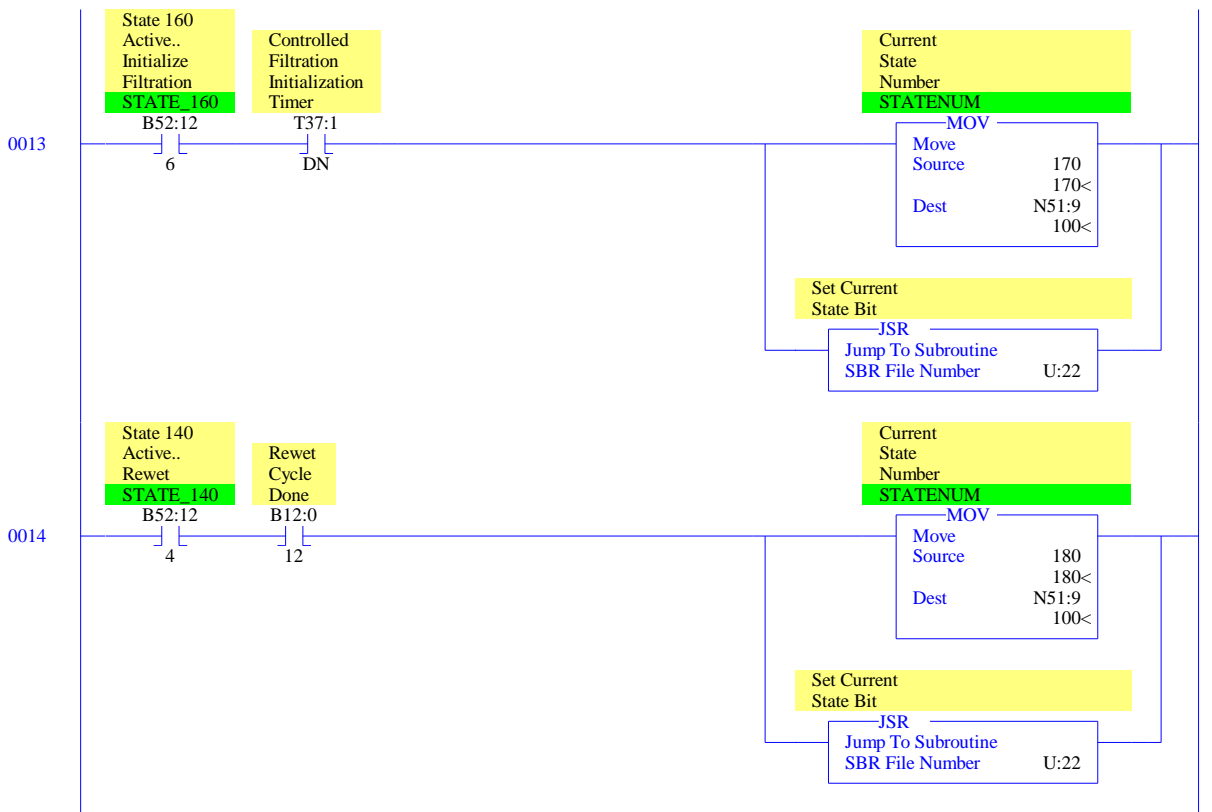 State 160
Active..
Initialize
Filtration
STATE_160
B52:12
6
Controlled
Filtration
Initialization
Timer
T37:1
DN
Current
State
Number
STATENUM
0013
MOV
Move
Source 170
170<
Dest N51:9
100<
Set Current
State Bit
JSR
Jump To Subroutine
SBR File Number U:22
State 140
Active..
Rewet
STATE_140
B52:12
4
Rewet
Cycle
Done
B12:0
12
Current
State
Number
STATENUM
0014
MOV
Move
Source 180
180<
Dest N51:9
100<
Set Current
State Bit
JSR
Jump To Subroutine
SBR File Number U:22